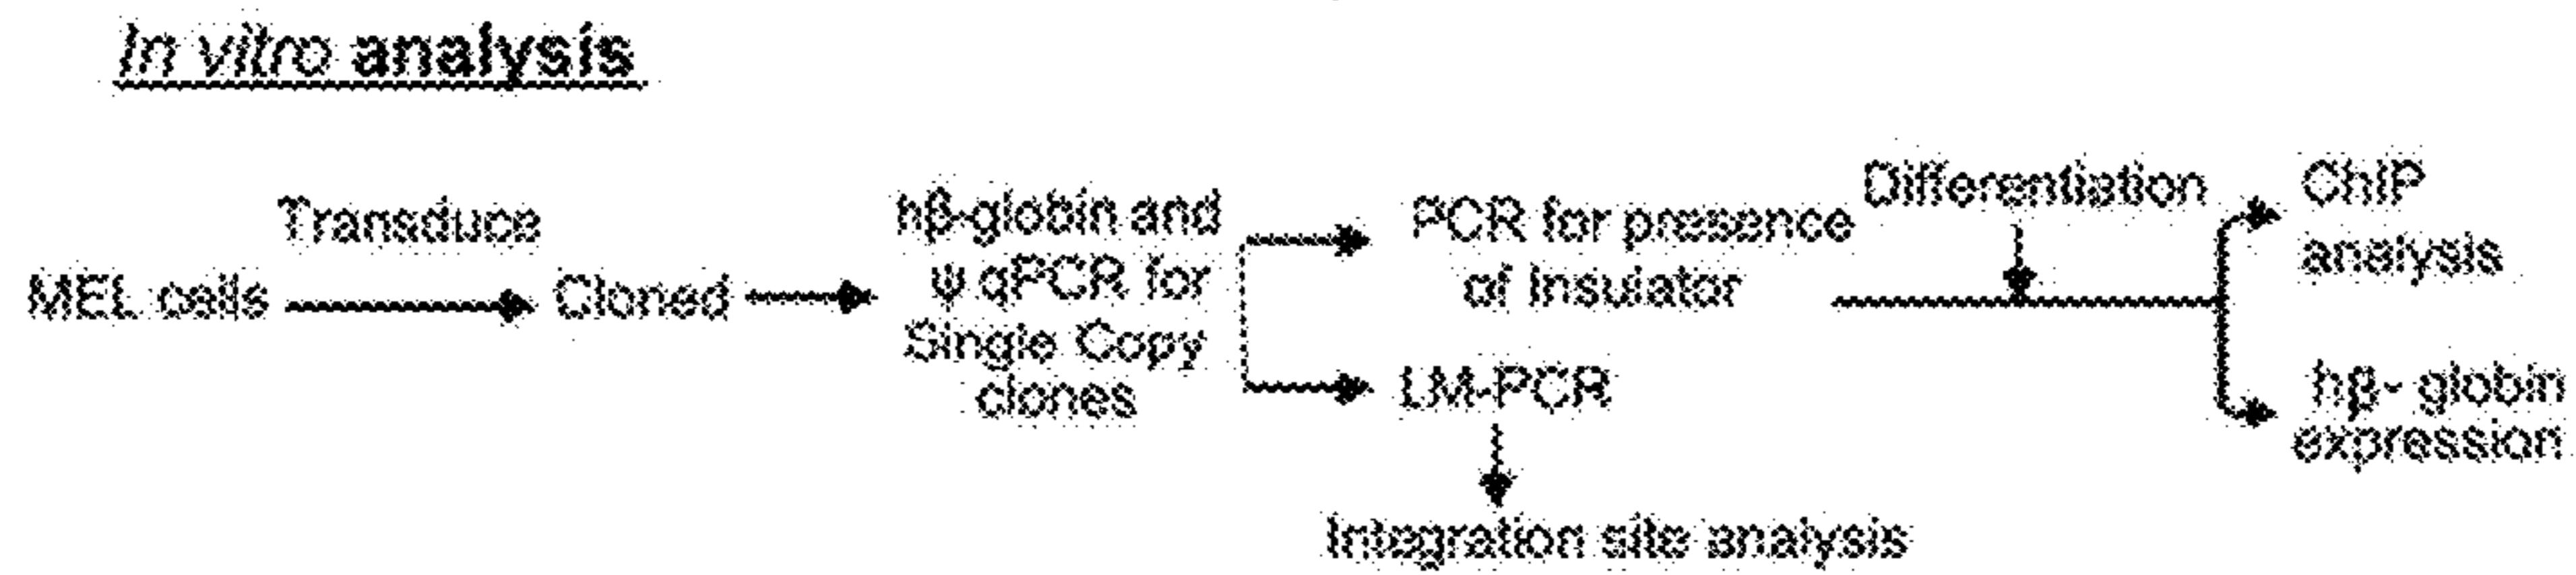 In vitro analysis
MEL cells
Transduce
Cloned
hβ-globin and
ψ qPCR for
Single Copy
clones
PCR for presence
of Insulator
LM-PCR
Integration site analysis
Differentiation
ChIP
analysis
hβ- globin
expression